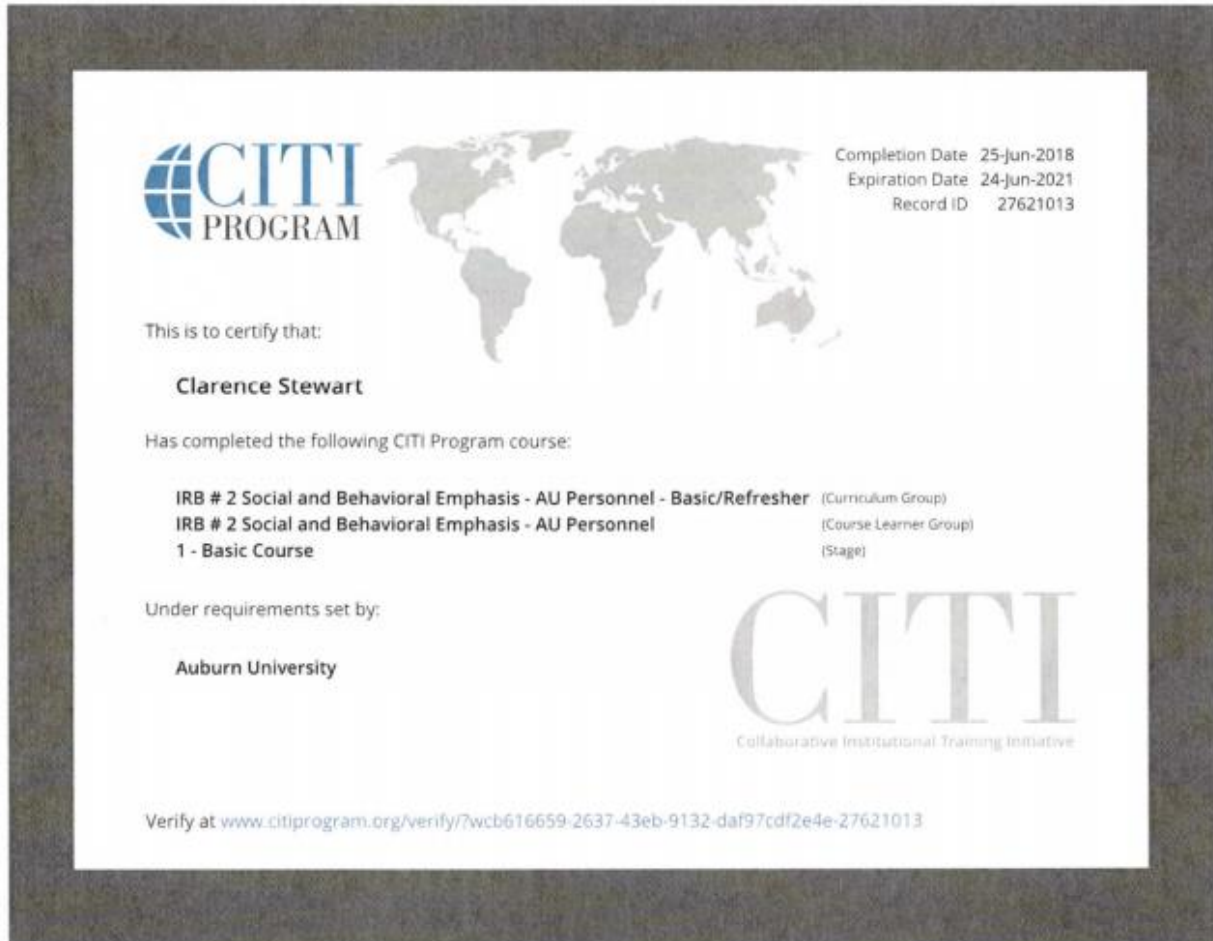 CITI
PROGRAM
Completion Date 25-Jun-2018
Expiration Date 24-Jun-2021
Record ID 27621013
This is to certify that:
Clarence Stewart
Has completed the following CITI Program course:
IRB # 2 Social and Behavioral Emphasis - AU Personnel - Basic/Refresher (Curriculum Group)
IRB # 2 Social and Behavioral Emphasis - AU Personnel (Course Learner Group)
1 - Basic Course (Stage)
Under requirements set by:
Auburn University
CITI
Collaborative Institutional Training Initiative
Verify at www.citiprogram.org/verify/?wcb616659-2637-43eb-9132-daf97cdf2e4e-27621013